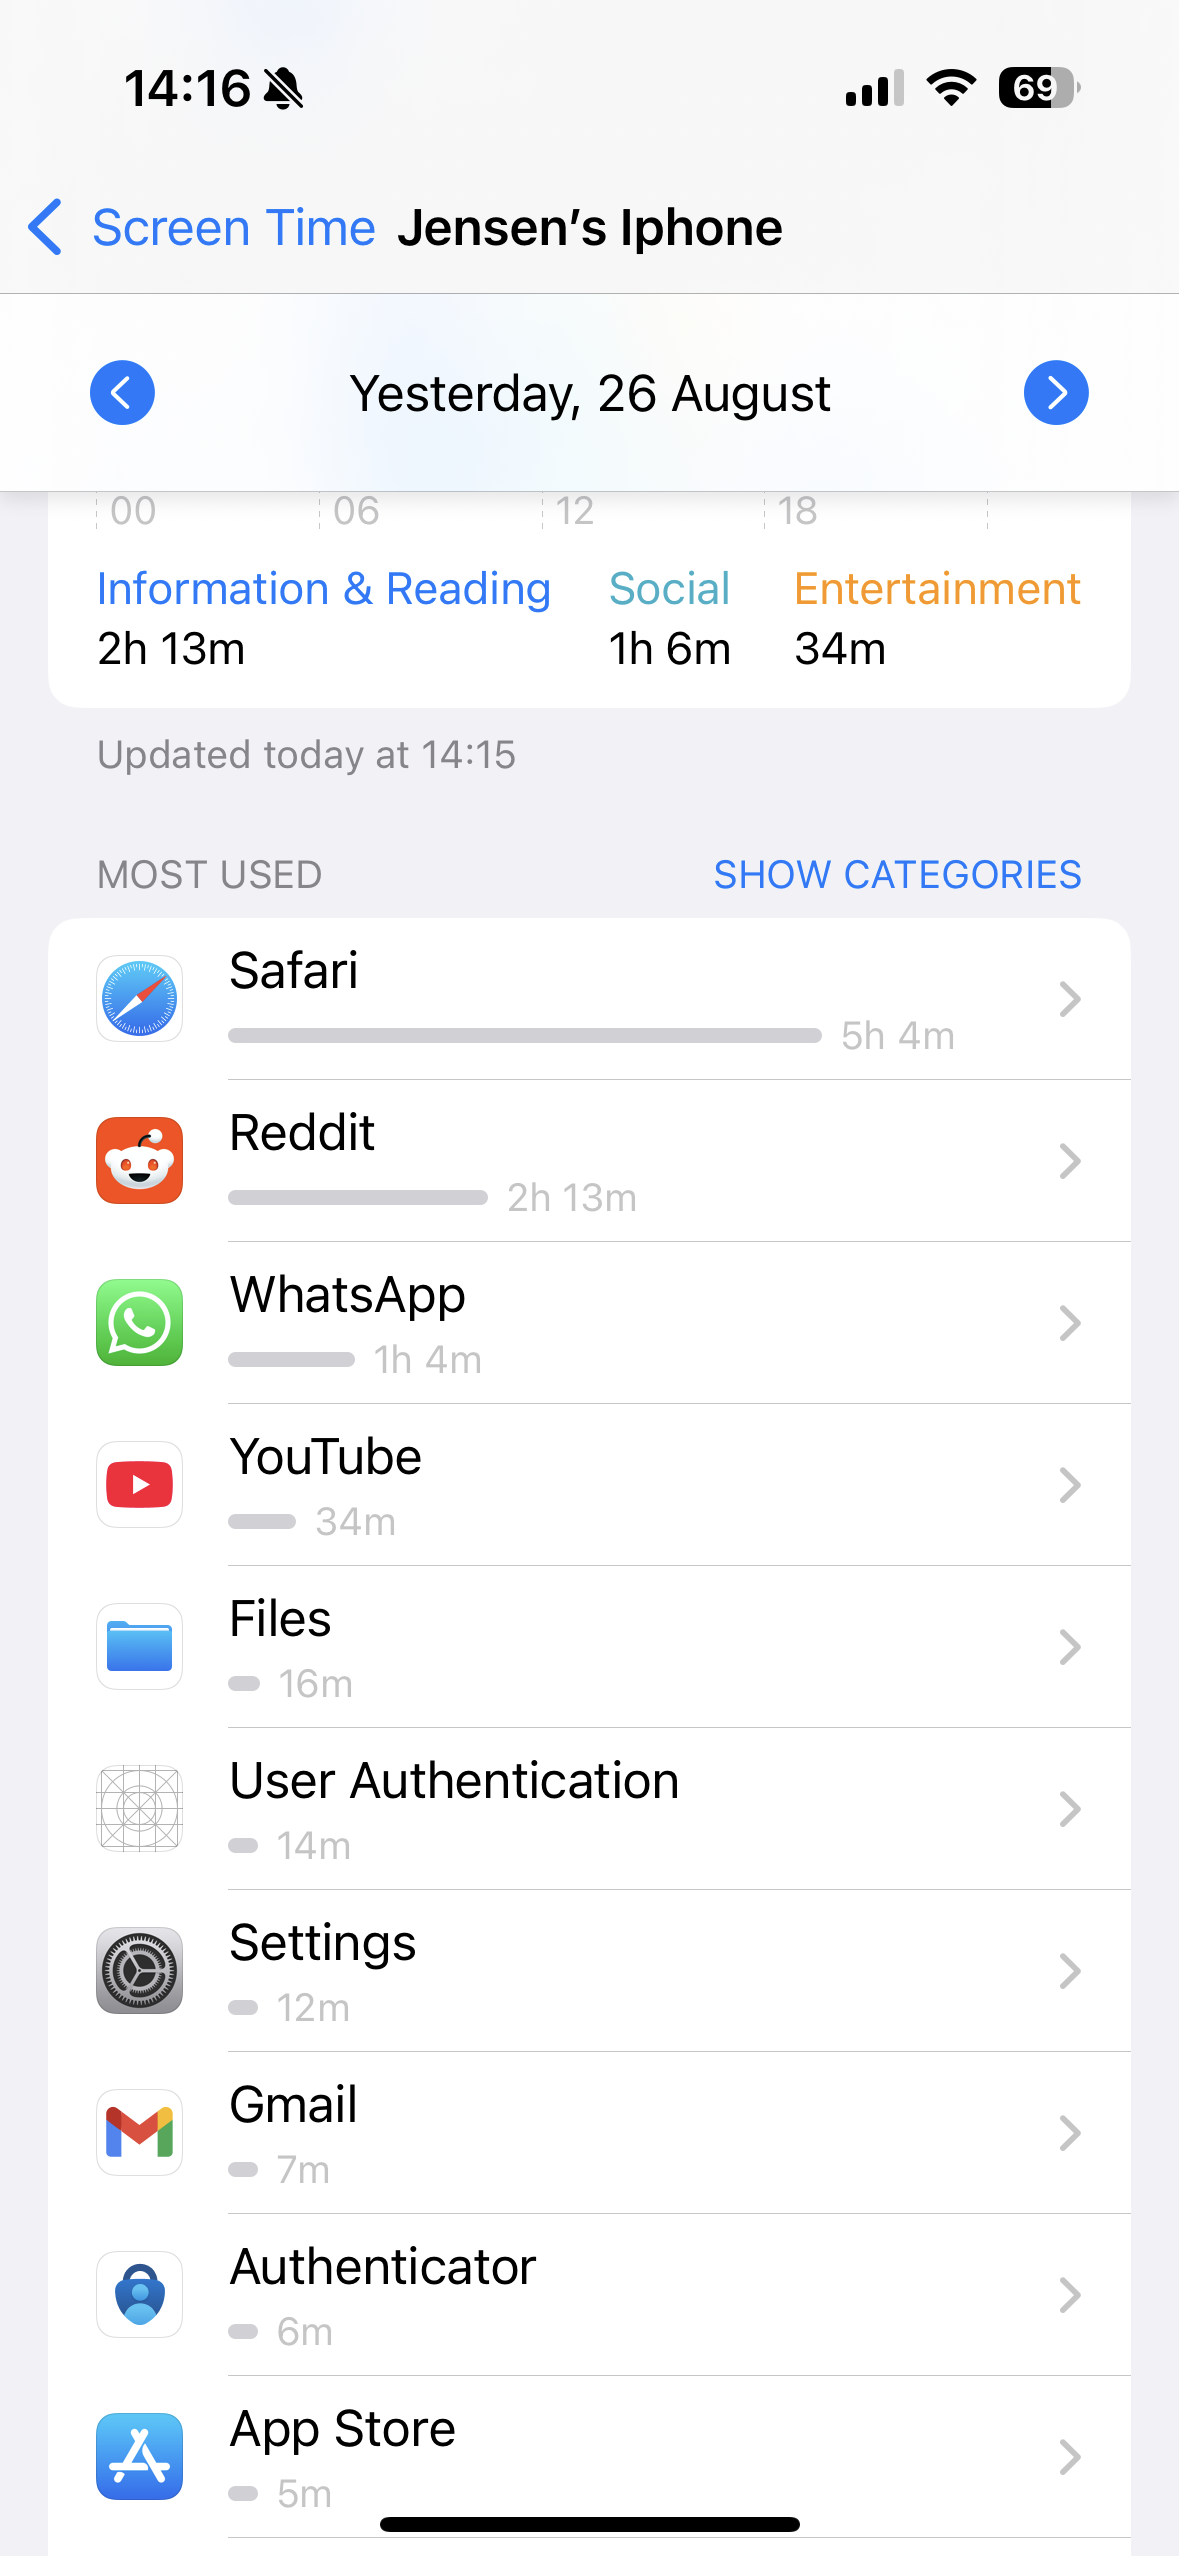 14:16
69
Screen Time Jensen’s Iphone
Yesterday, 26 August
00 06 12 18
Information & Reading Social Entertainment
2h 13m 1h 6m 34m
Updated today at 14:15
MOST USED SHOW CATEGORIES
Safari
5h 4m
Reddit
2h 13m
WhatsApp
1h 4m
YouTube
34m
Files
16m
User Authentication
14m
Settings
12m
Gmail
7m
Authenticator
6m
App Store
5m